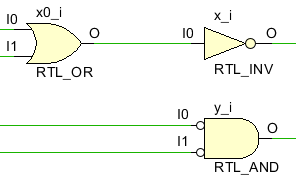 x0_i x_i
I0 O I0 O
I1
RTL_OR RTL_INV
y_i
I0
O
I1
RTL_AND